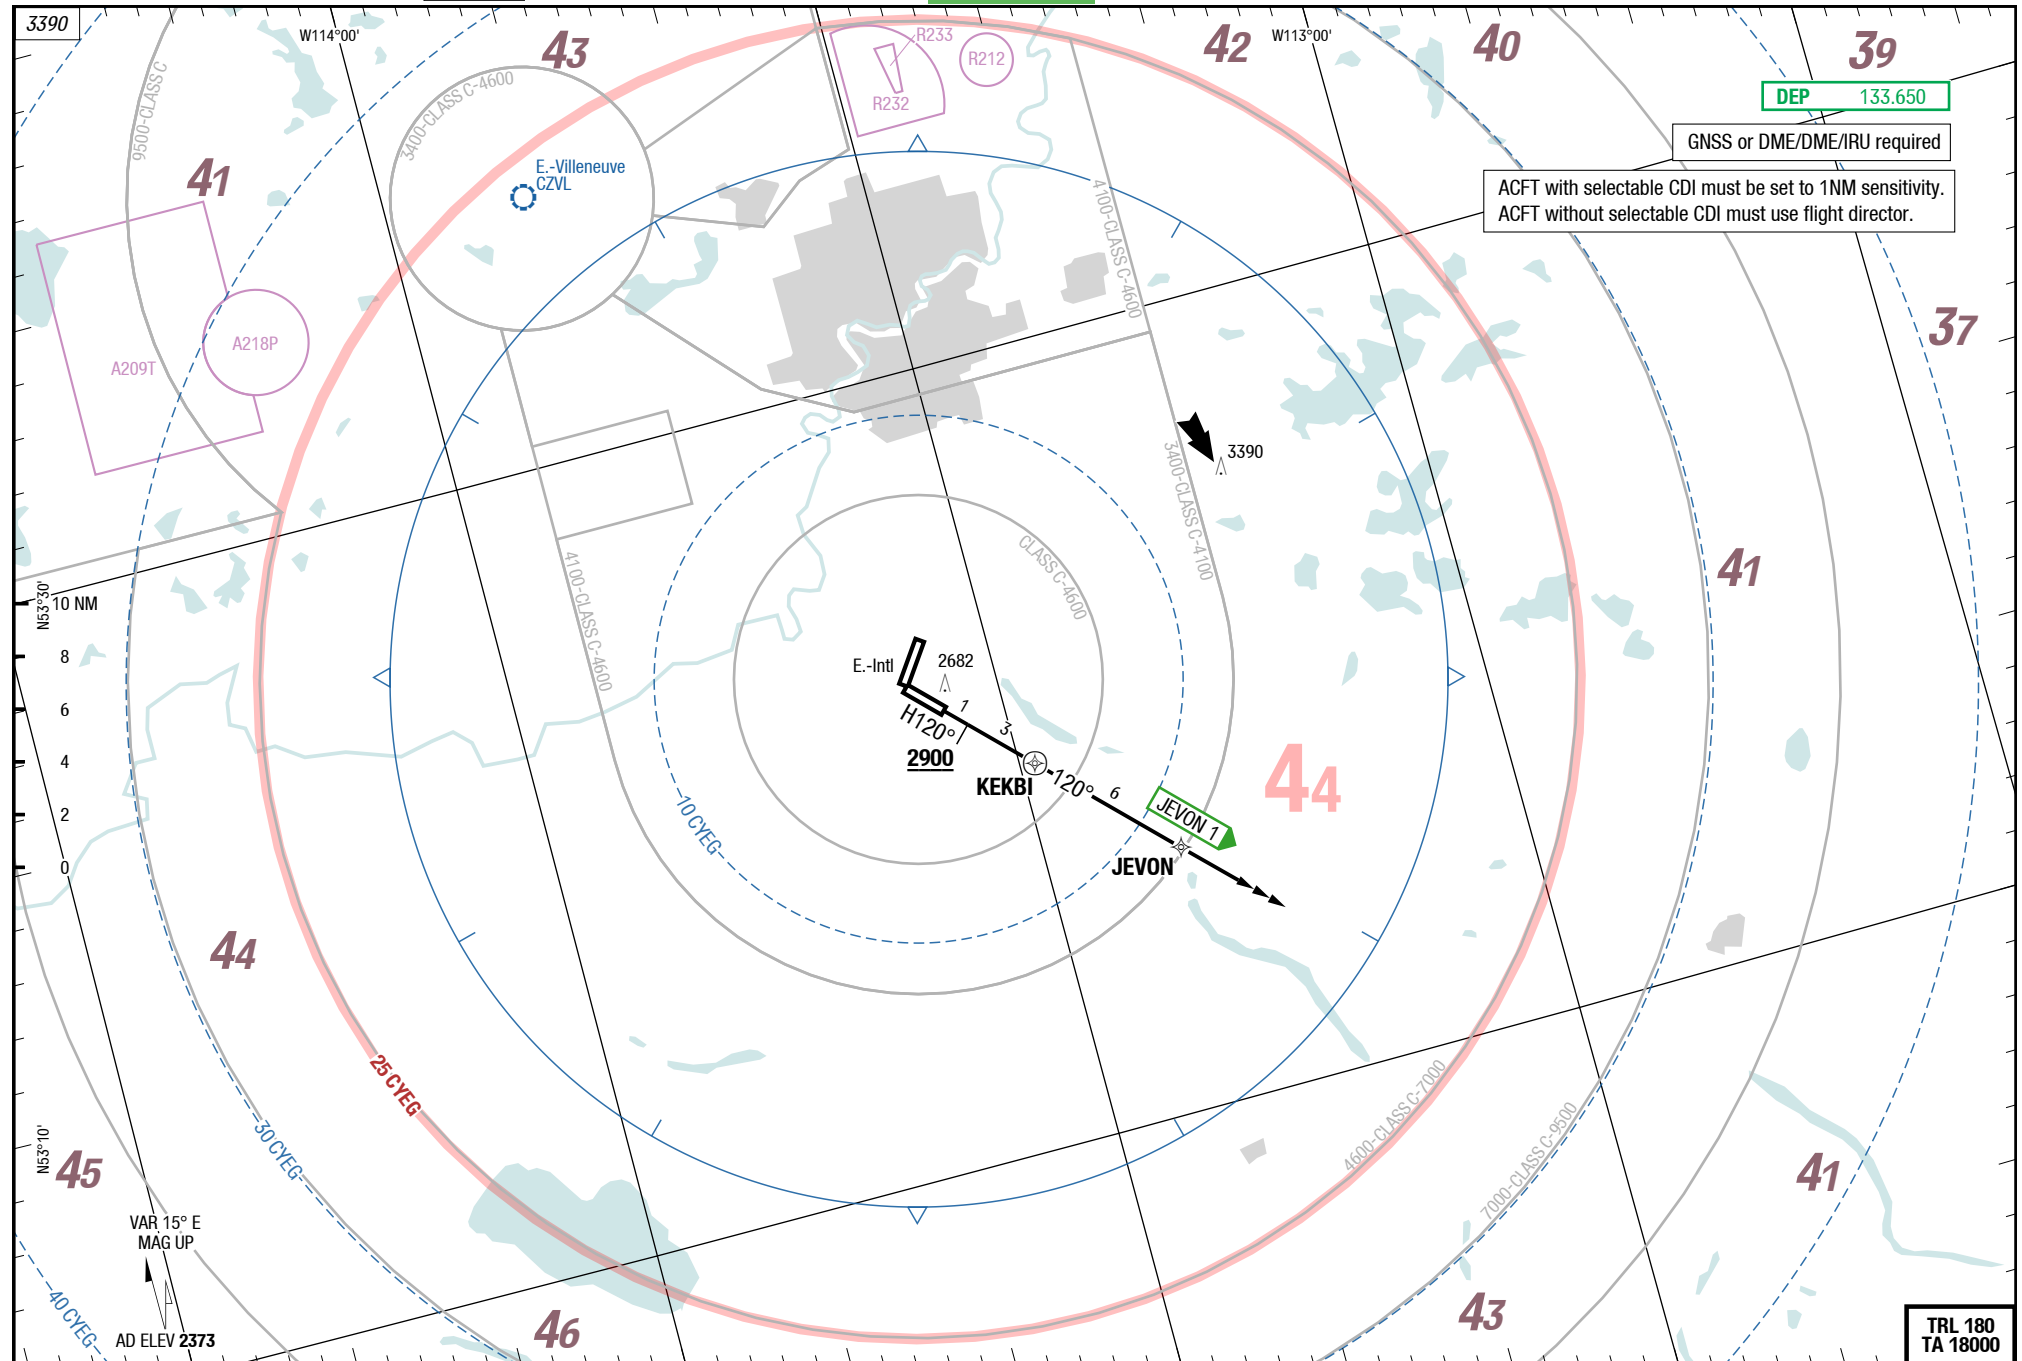 3390
W114°00'
43
R233
R212
R232
42
W113°00'
40
39
DEP 133.650
GNSS or DME/DME/IRU required
ACFT with selectable CDI must be set to 1NM sensitivity.
ACFT without selectable CDI must use flight director.
9500-CLASS C
3400-CLASS C-4600
E.-Villeneuve
CZVL
41
4100-CLASS C-4600
A218P
A209T
37
3390
3400-CLASS C-4100
CLASS C-4600
4100-CLASS C-4600
41
N53°30'
10 NM
8
6
4
2
0
E.-Intl
2682
1
3
H120°
2900
KEKBI
120°
6
JEVON 1
JEVON
44
10 CYEG
44
25 CYEG
30 CYEG
4600-CLASS C-7000
7000-CLASS C-9500
N53°10'
45
41
VAR 15° E
MAG UP
40 CYEG
AD ELEV 2373
46
43
TRL 180
TA 18000